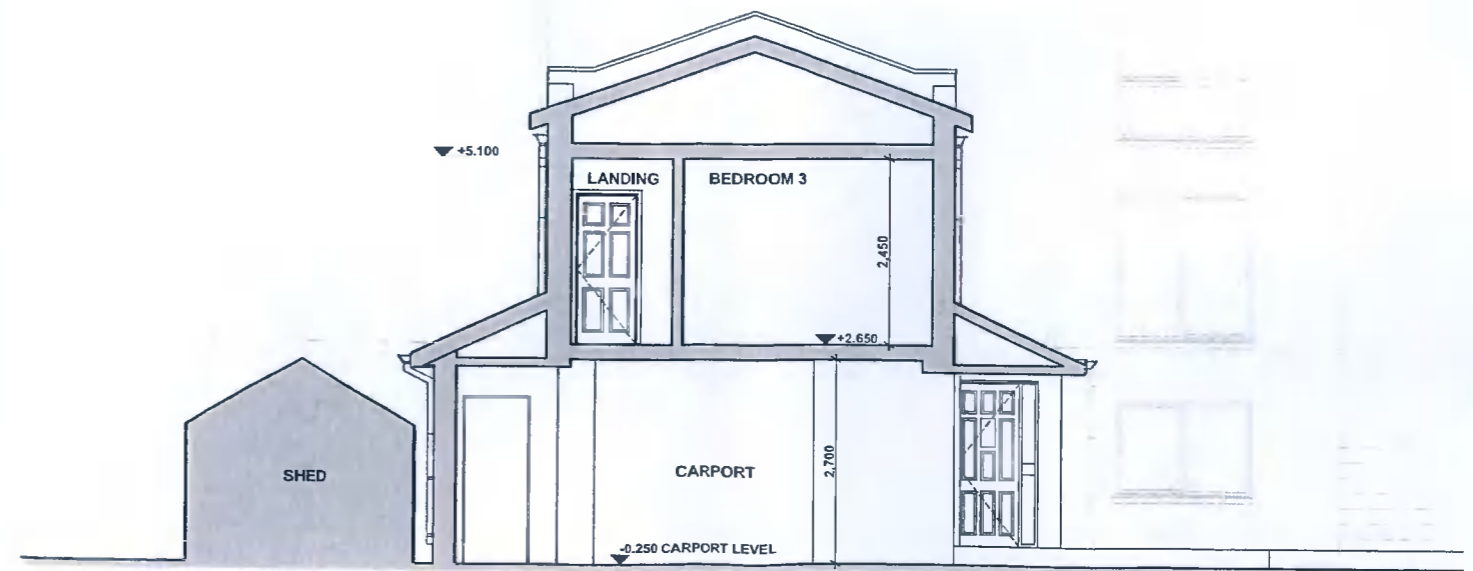 +5.100
LANDING
BEDROOM 3
2,450
+2.650
SHED
CARPORT
2,700
-0.250 CARPORT LEVEL